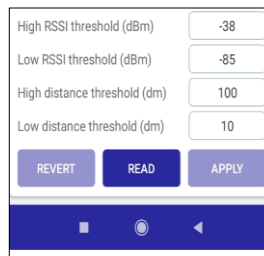 High RSSI threshold (dBm) -38
Low RSSI threshold (dBm) -85
High distance threshold (dm) 100
Low distance threshold (dm) 10
REVERT READ APPLY